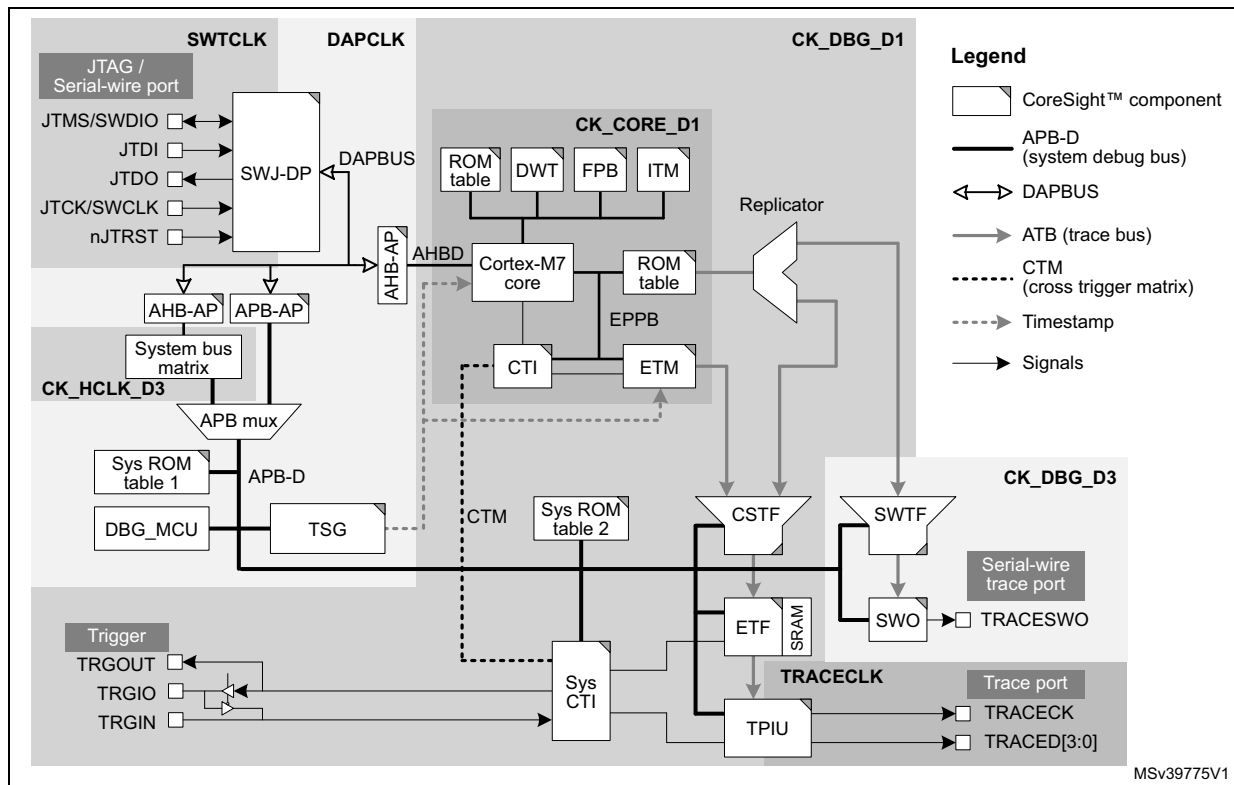 SWTCLK
DAPCLK
CK_DBG_D1
JTAG /
Serial-wire port
JTMS/SWDIO
JTDI
JTDO
JTCK/SWCLK
nJTRST
SWJ-DP
DAPBUS
CK_CORE_D1
ROM
table
DWT
FPB
ITM
AHB-AP
AHBD
Cortex-M7
core
ROM
table
Replicator
EPPB
CTI
ETM
AHB-AP
APB-AP
System bus
matrix
CK_HCLK_D3
APB mux
Sys ROM
table 1
APB-D
DBG_MCU
TSG
CTM
Sys ROM
table 2
CSTF
CK_DBG_D3
SWTF
Serial-wire
trace port
ETF
SRAM
SWO
TRACESWO
Trigger
TRGOUT
TRGIO
TRGIN
Sys
CTI
TRACECLK
Trace port
TPIU
TRACECK
TRACED[3:0]
Legend
CoreSight™ component
APB-D
(system debug bus)
DAPBUS
ATB (trace bus)
CTM
(cross trigger matrix)
Timestamp
Signals
MSv39775V1